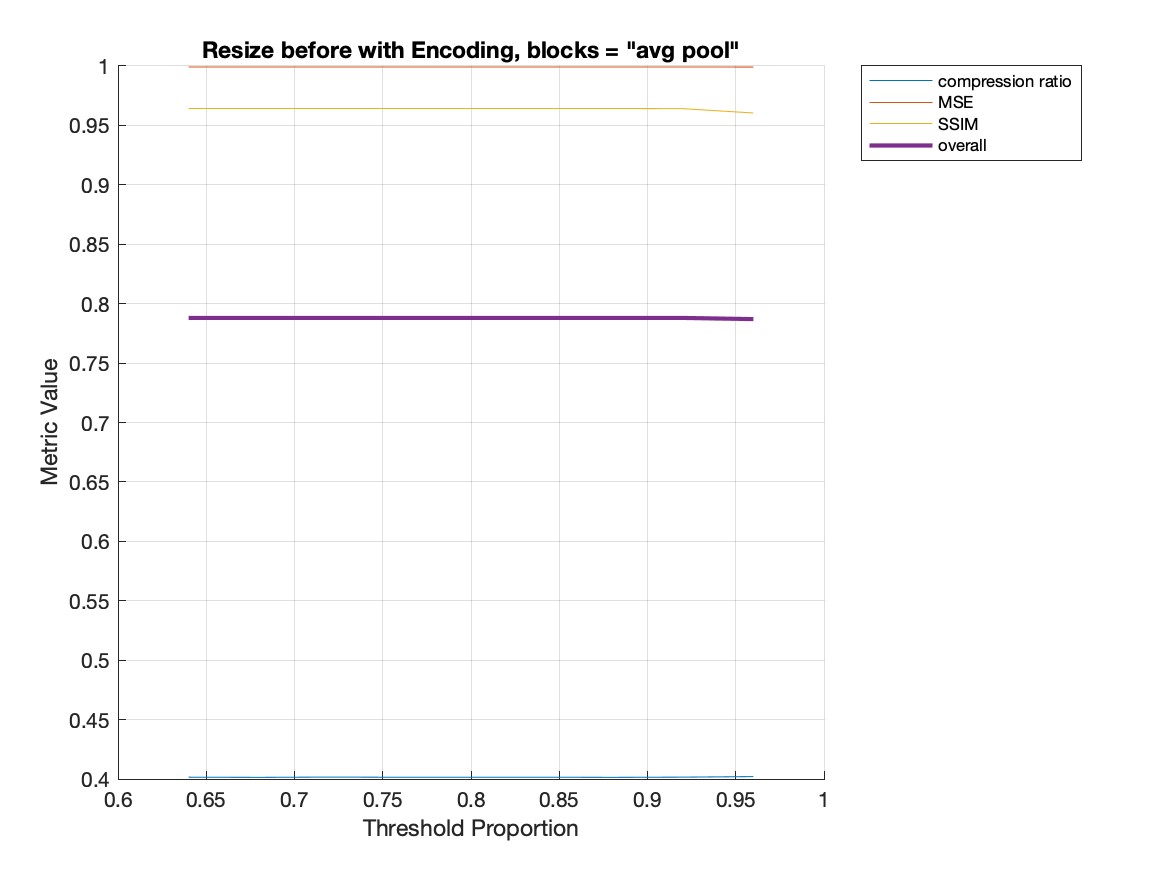 Resize before with Encoding, blocks = "avg pool"
compression ratio
MSE
SSIM
overall
Metric Value
1
0.95
0.9
0.85
0.8
0.75
0.7
0.65
0.6
0.55
0.5
0.45
0.4
0.6 0.65 0.7 0.75 0.8 0.85 0.9 0.95 1
Threshold Proportion